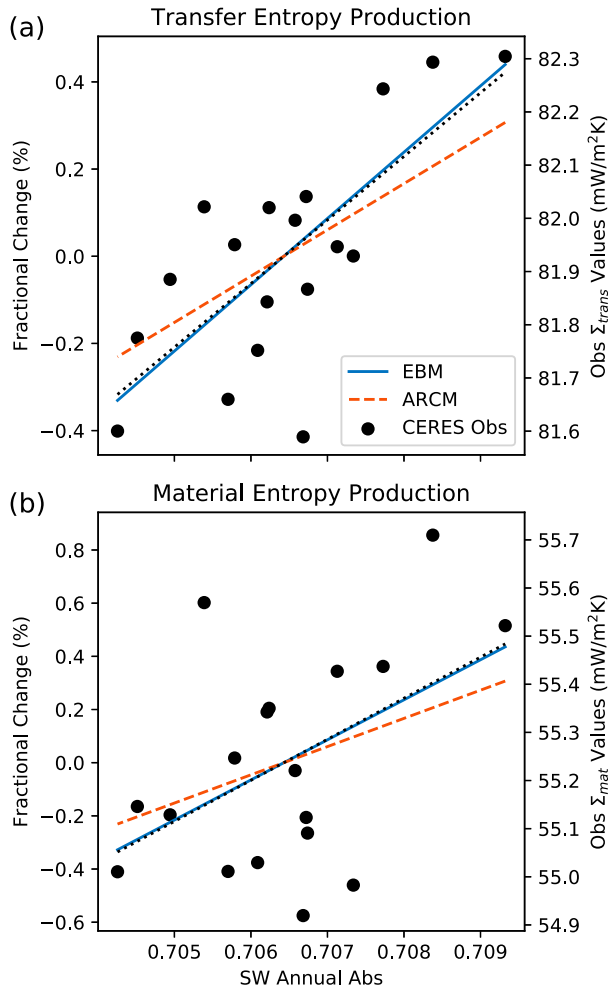 (a)
Transfer Entropy Production
Fractional Change (%)
0.4
0.2
0.0
−0.2
−0.4
82.3
82.2
82.1
82.0
81.9
81.8
81.7
81.6
Obs Σtrans Values (mW/m²K)
EBM
ARCM
CERES Obs
(b)
Material Entropy Production
Fractional Change (%)
0.8
0.6
0.4
0.2
0.0
−0.2
−0.4
−0.6
55.7
55.6
55.5
55.4
55.3
55.2
55.1
55.0
54.9
Obs Σmat Values (mW/m²K)
0.705 0.706 0.707 0.708 0.709
SW Annual Abs